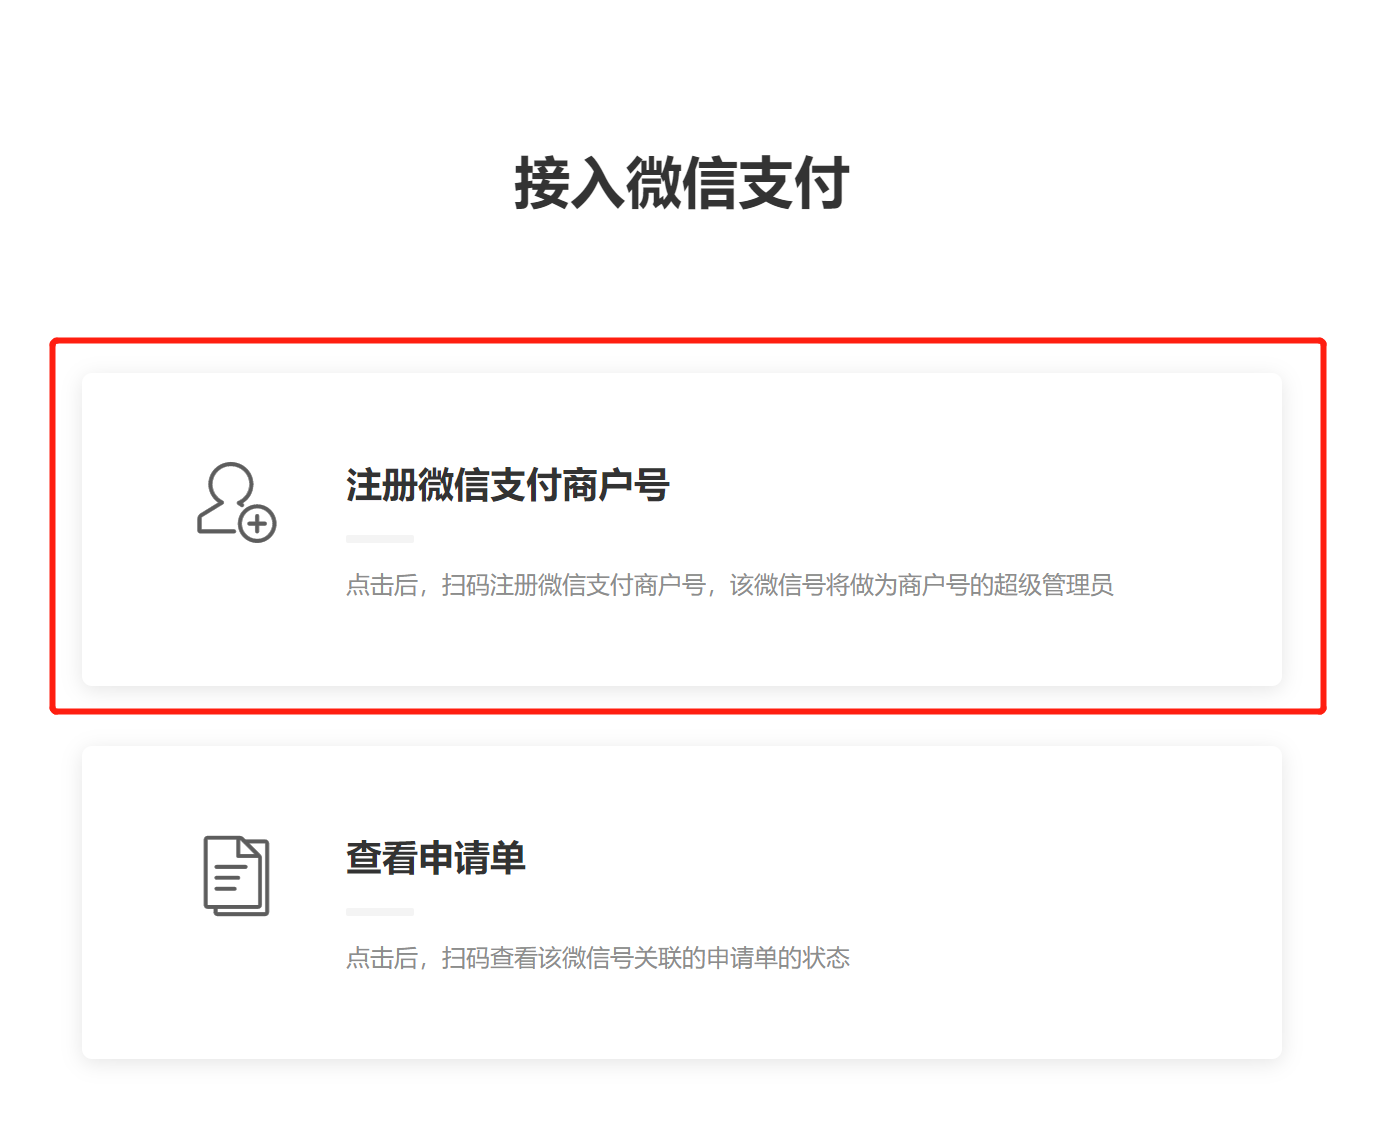 接入微信支付
注册微信支付商户号
点击后，扫码注册微信支付商户号，该微信号将做为商户号的超级管理员
查看申请单
点击后，扫码查看该微信号关联的申请单的状态